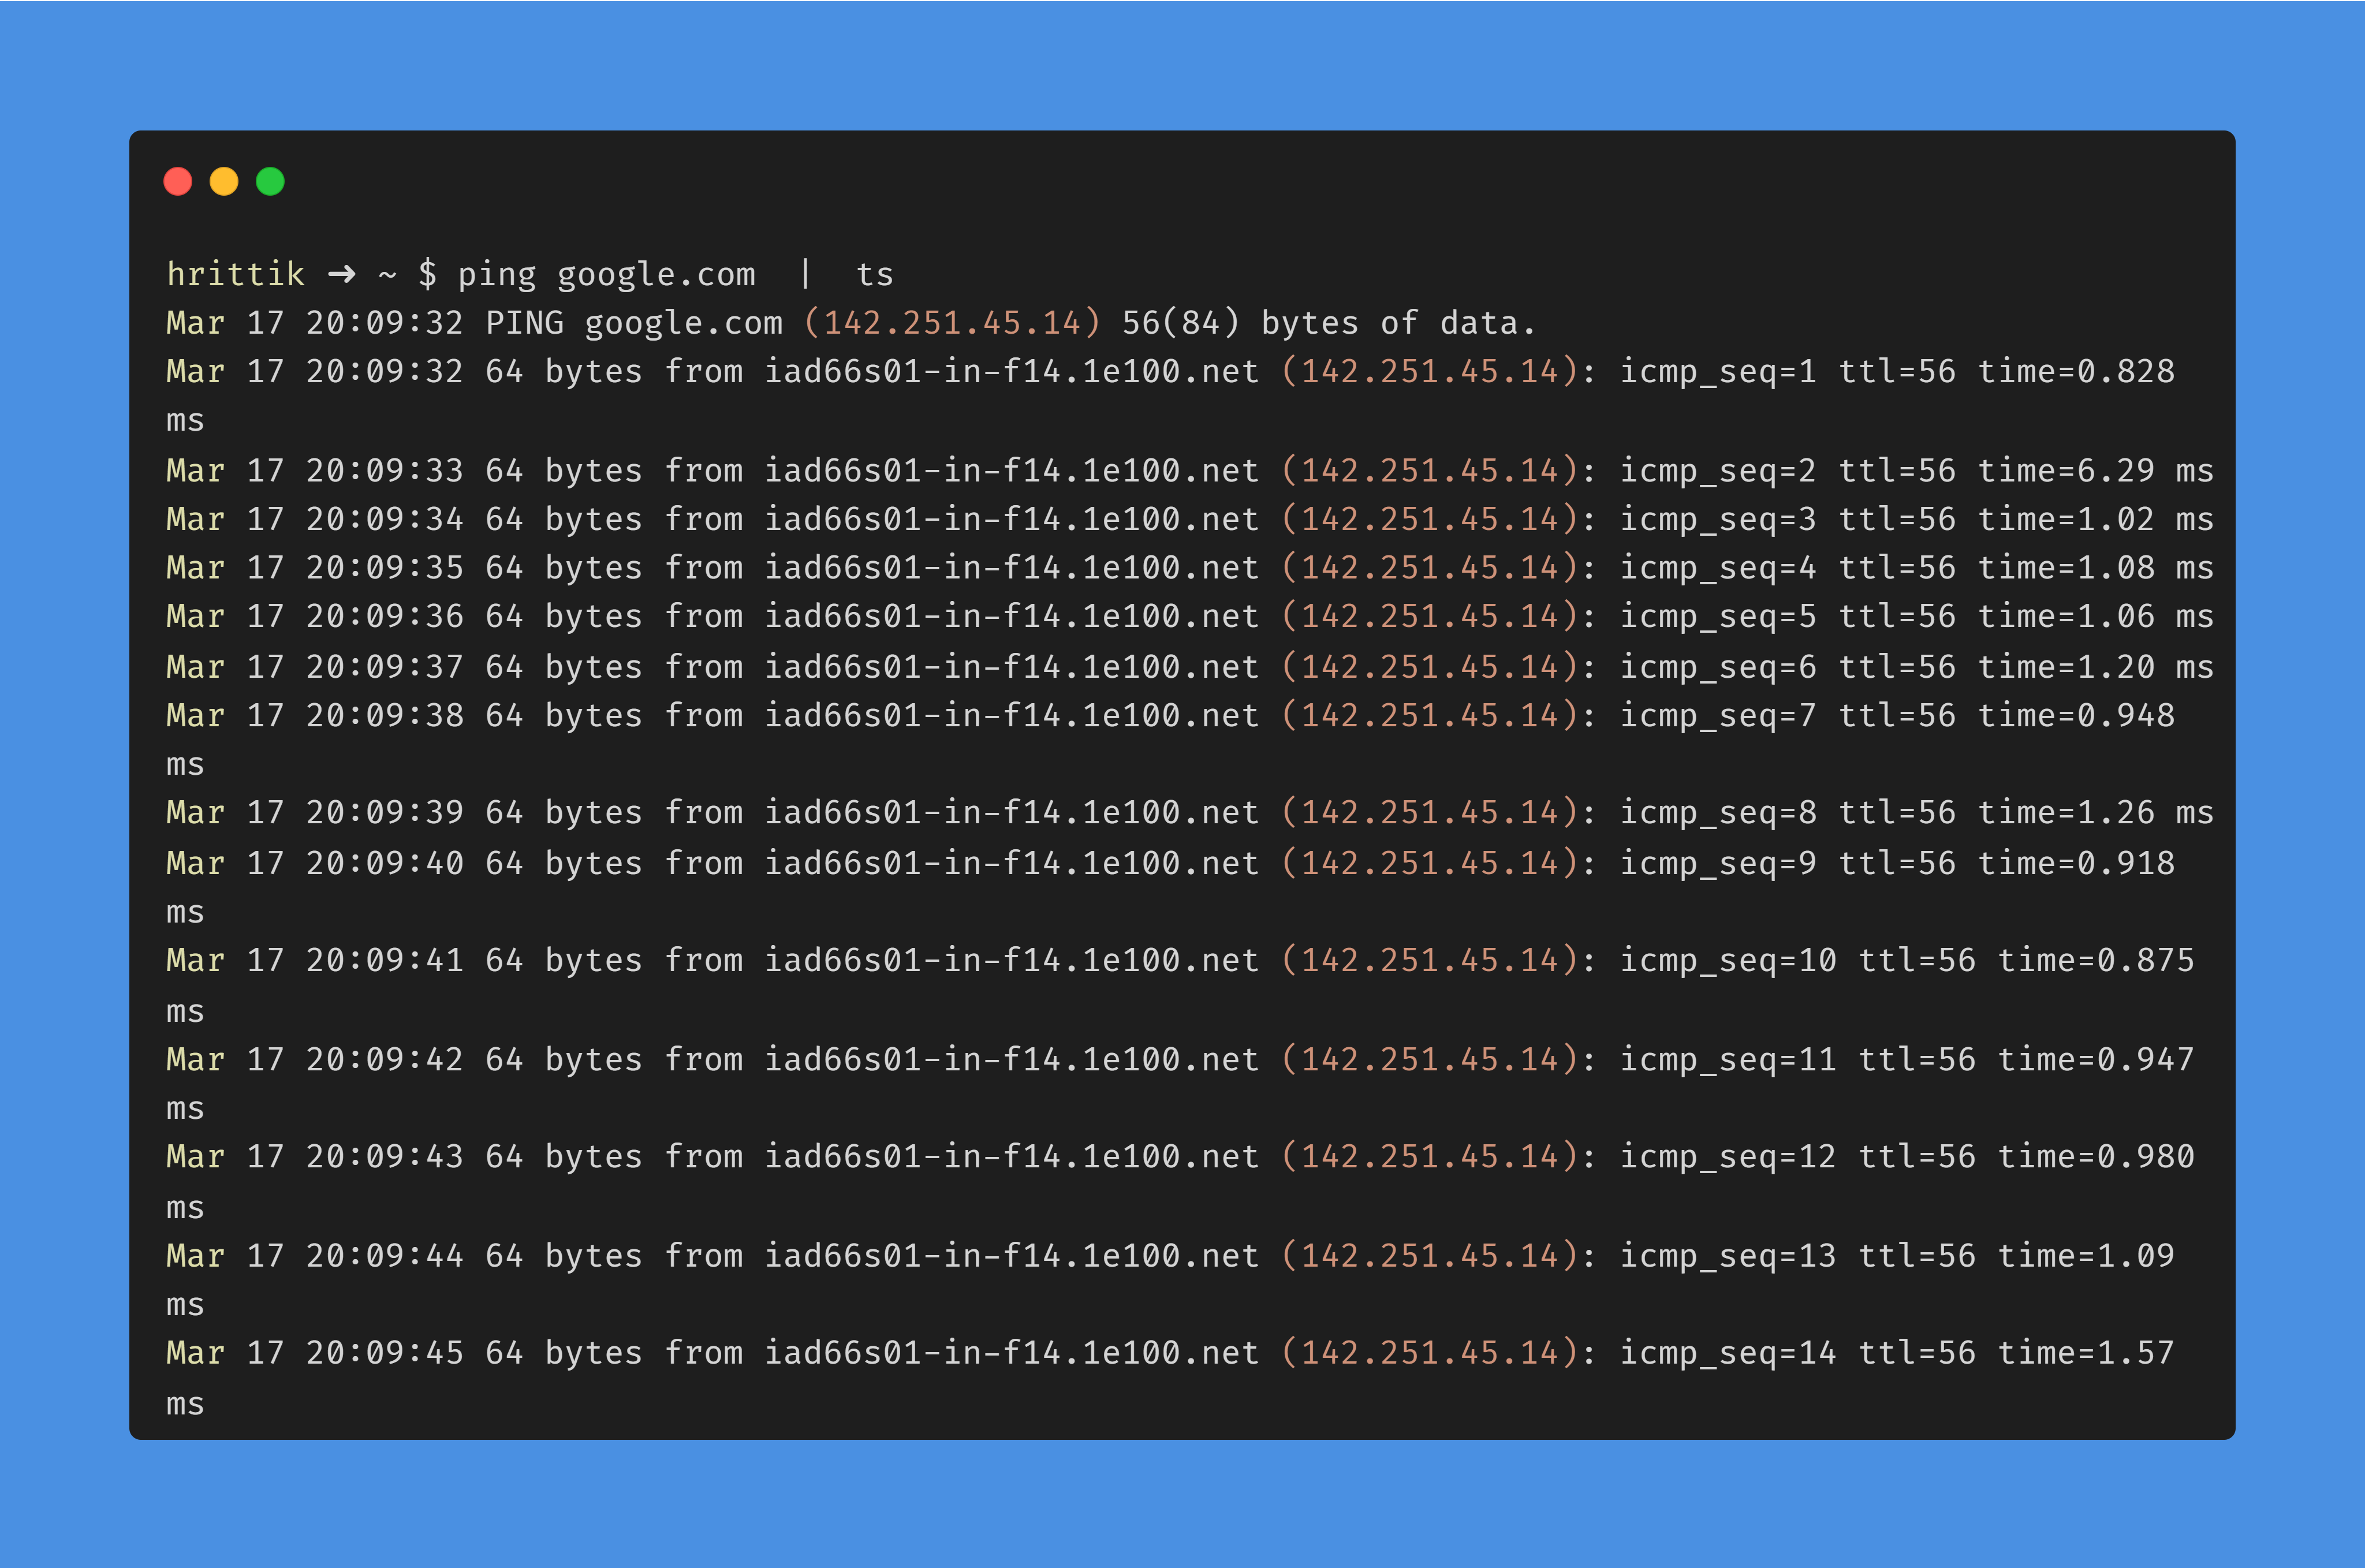 hrittik → ~ $ ping google.com  |  ts
Mar 17 20:09:32 PING google.com (142.251.45.14) 56(84) bytes of data.
Mar 17 20:09:32 64 bytes from iad66s01-in-f14.1e100.net (142.251.45.14): icmp_seq=1 ttl=56 time=0.828
ms
Mar 17 20:09:33 64 bytes from iad66s01-in-f14.1e100.net (142.251.45.14): icmp_seq=2 ttl=56 time=6.29 ms
Mar 17 20:09:34 64 bytes from iad66s01-in-f14.1e100.net (142.251.45.14): icmp_seq=3 ttl=56 time=1.02 ms
Mar 17 20:09:35 64 bytes from iad66s01-in-f14.1e100.net (142.251.45.14): icmp_seq=4 ttl=56 time=1.08 ms
Mar 17 20:09:36 64 bytes from iad66s01-in-f14.1e100.net (142.251.45.14): icmp_seq=5 ttl=56 time=1.06 ms
Mar 17 20:09:37 64 bytes from iad66s01-in-f14.1e100.net (142.251.45.14): icmp_seq=6 ttl=56 time=1.20 ms
Mar 17 20:09:38 64 bytes from iad66s01-in-f14.1e100.net (142.251.45.14): icmp_seq=7 ttl=56 time=0.948
ms
Mar 17 20:09:39 64 bytes from iad66s01-in-f14.1e100.net (142.251.45.14): icmp_seq=8 ttl=56 time=1.26 ms
Mar 17 20:09:40 64 bytes from iad66s01-in-f14.1e100.net (142.251.45.14): icmp_seq=9 ttl=56 time=0.918
ms
Mar 17 20:09:41 64 bytes from iad66s01-in-f14.1e100.net (142.251.45.14): icmp_seq=10 ttl=56 time=0.875
ms
Mar 17 20:09:42 64 bytes from iad66s01-in-f14.1e100.net (142.251.45.14): icmp_seq=11 ttl=56 time=0.947
ms
Mar 17 20:09:43 64 bytes from iad66s01-in-f14.1e100.net (142.251.45.14): icmp_seq=12 ttl=56 time=0.980
ms
Mar 17 20:09:44 64 bytes from iad66s01-in-f14.1e100.net (142.251.45.14): icmp_seq=13 ttl=56 time=1.09
ms
Mar 17 20:09:45 64 bytes from iad66s01-in-f14.1e100.net (142.251.45.14): icmp_seq=14 ttl=56 time=1.57
ms